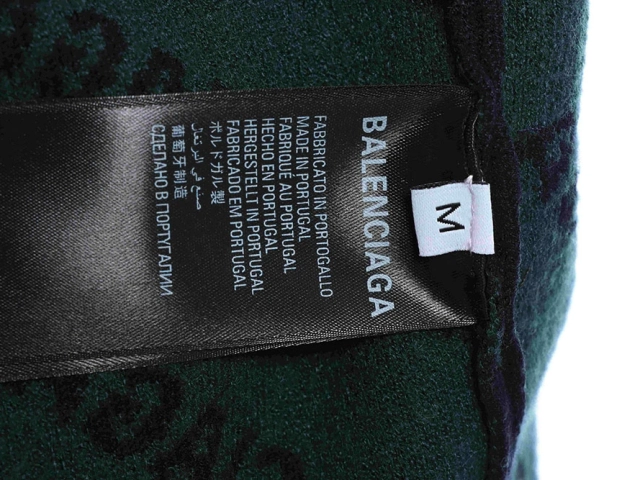 BALENCIAGA
FABBRICATO IN PORTOGALLO
MADE IN PORTUGAL
FABRIQUE AU PORTUGAL
HECHO EN PORTUGAL
HERGESTELLT IN PORTUGAL
FABRICADO EM PORTUGAL
ポルトガル製
صنع في البرتغال
葡萄牙制造
СДЕЛАНО В ПОРТУГАЛИИ
M